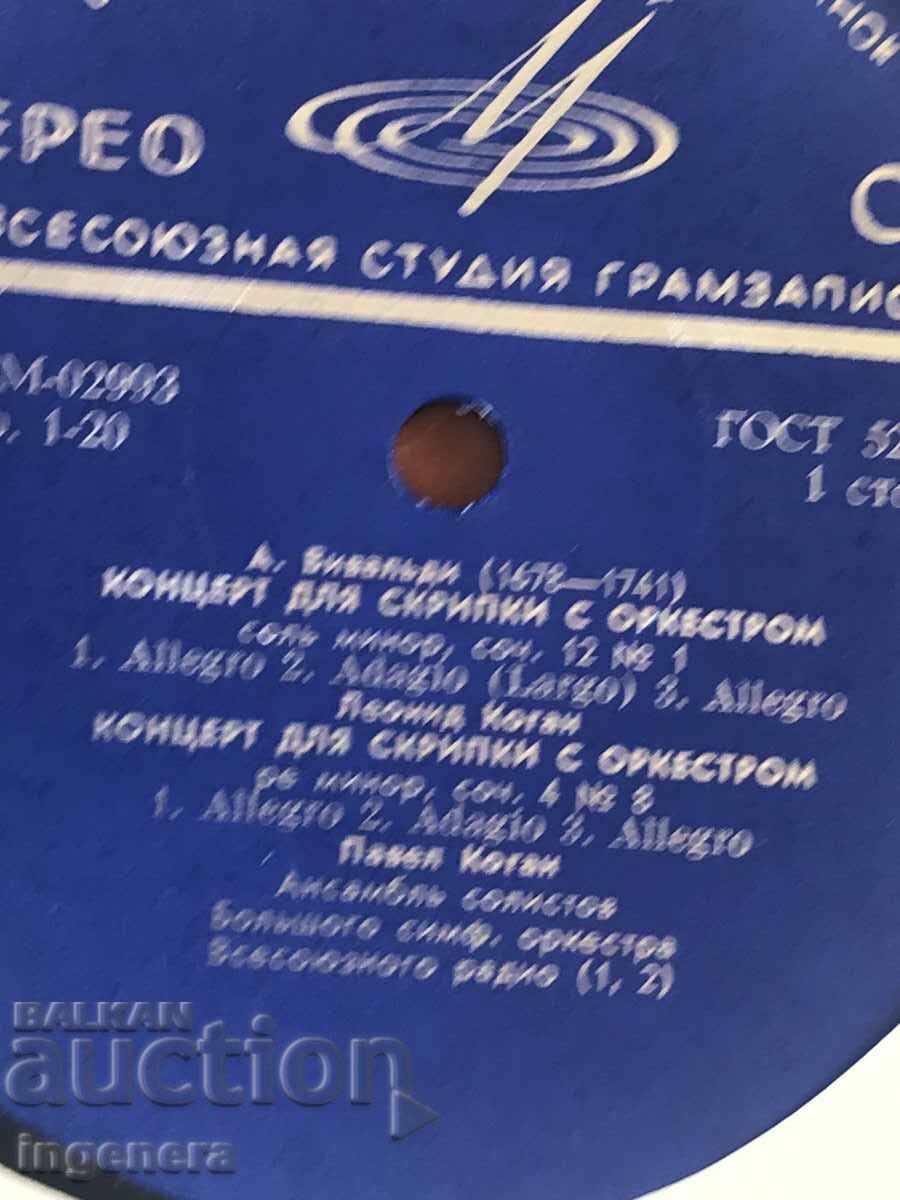 ЕРЕО
ВСЕСОЮЗНАЯ СТУДИЯ ГРАМЗАПИС
М-02993
1-20
ГОСТ 52
1 сто
А. Вивальди (1678—1741)
КОНЦЕРТ ДЛЯ СКРИПКИ С ОРКЕСТРОМ
соль минор, соч. 12 № 1
1. Allegro 2. Adagio (Largo) 3. Allegro
Леонид Коган
КОНЦЕРТ ДЛЯ СКРИПКИ С ОРКЕСТРОМ
ре минор, соч. 4 № 8
1. Allegro 2. Adagio 3. Allegro
Павел Коган
Ансамбль солистов
Большого симф. оркестра
Всесоюзного радио (1, 2)
BALKAN
auction
ingenera